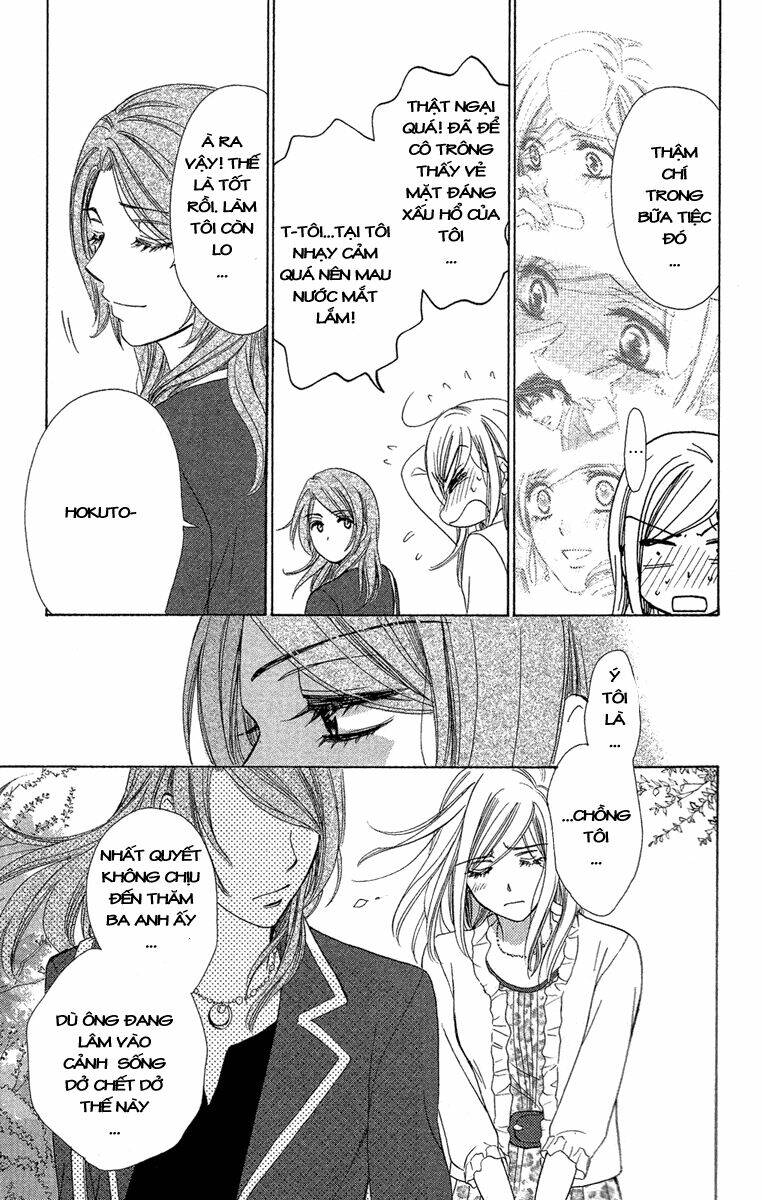 THẬM
CHÍ
TRONG
BỮA TIỆC
ĐÓ
...
...
THẬT NGẠI
QUÁ! ĐÃ ĐỂ
CÔ TRÔNG
THẤY VẺ
MẶT ĐÁNG
XẤU HỔ CỦA
TÔI
...
T-TÔI...TẠI TÔI
NHẠY CẢM
QUÁ NÊN MAU
NƯỚC MẮT
LẮM!
À RA
VẬY! THẾ
LÀ TỐT
RỒI. LÀM
TÔI CÒN
LO
...
HOKUTO-
Ý
TÔI
LÀ
...
...CHỒNG
TÔI
...
NHẤT QUYẾT
KHÔNG CHỊU
ĐẾN THĂM
BA ANH ẤY
...
DÙ ÔNG ĐANG
LÂM VÀO
CẢNH SỐNG
DỞ CHẾT DỞ
THẾ NÀY
...